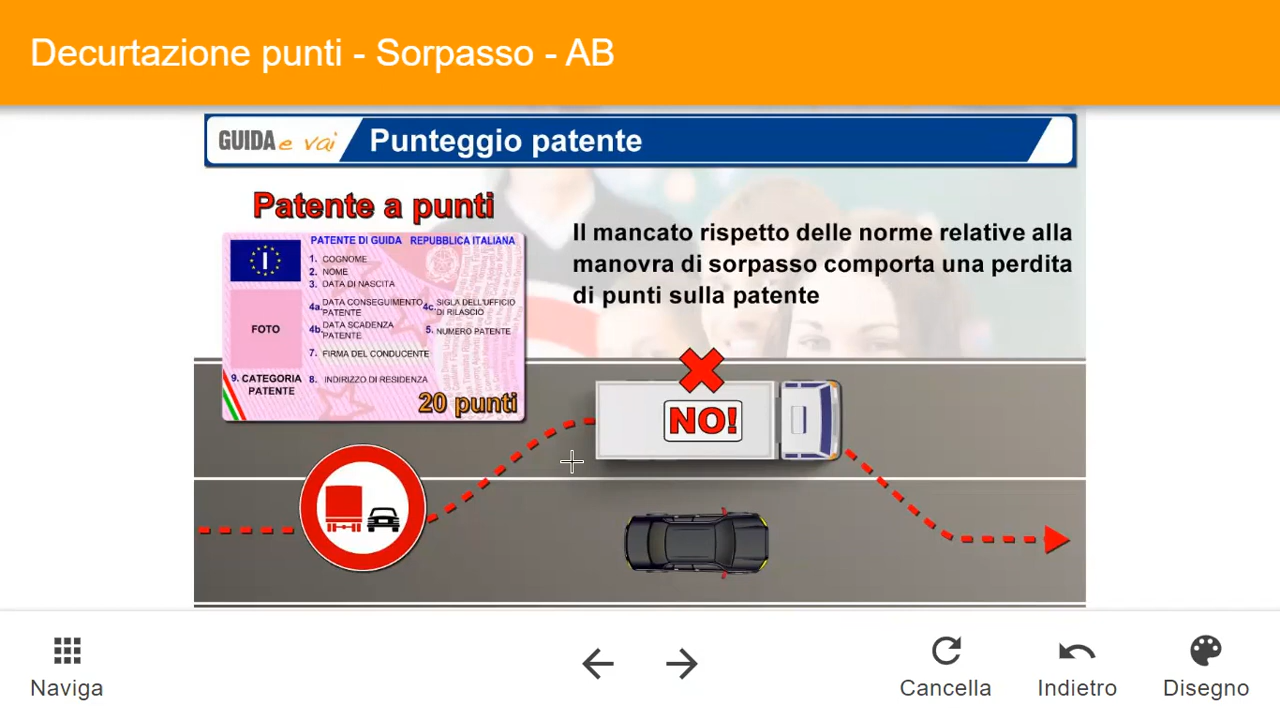 Decurtazione punti - Sorpasso - AB
GUIDA e vai
Punteggio patente
Patente a punti
PATENTE DI GUIDA REPUBBLICA ITALIANA
I
1. COGNOME
2. NOME
3. DATA DI NASCITA
4a. DATA CONSEGUIMENTO PATENTE
4c. SIGLA DELL'UFFICIO DI RILASCIO
FOTO
4b. DATA SCADENZA PATENTE
5. NUMERO PATENTE
7. FIRMA DEL CONDUCENTE
9. CATEGORIA PATENTE
8. INDIRIZZO DI RESIDENZA
20 punti
Il mancato rispetto delle norme relative alla
manovra di sorpasso comporta una perdita
di punti sulla patente
NO!
Naviga
Cancella
Indietro
Disegno